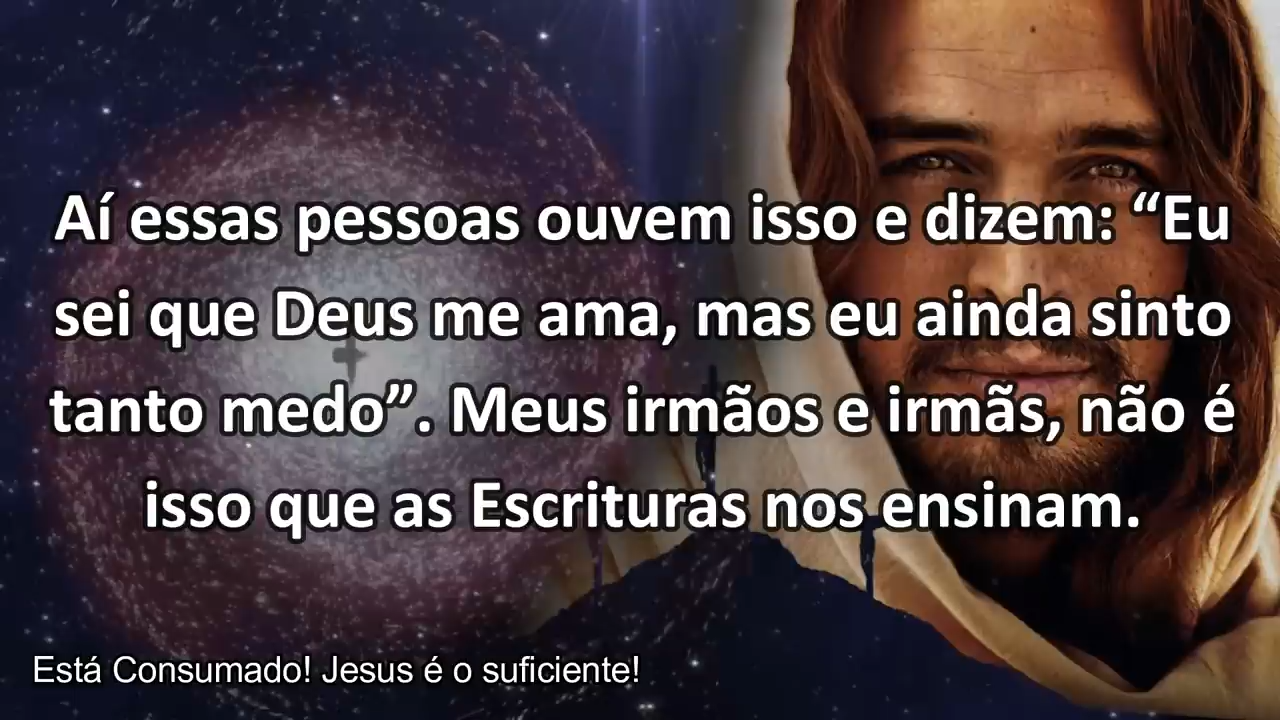 Aí essas pessoas ouvem isso e dizem: “Eu
sei que Deus me ama, mas eu ainda sinto
tanto medo”. Meus irmãos e irmãs, não é
isso que as Escrituras nos ensinam.
Está Consumado! Jesus é o suficiente!